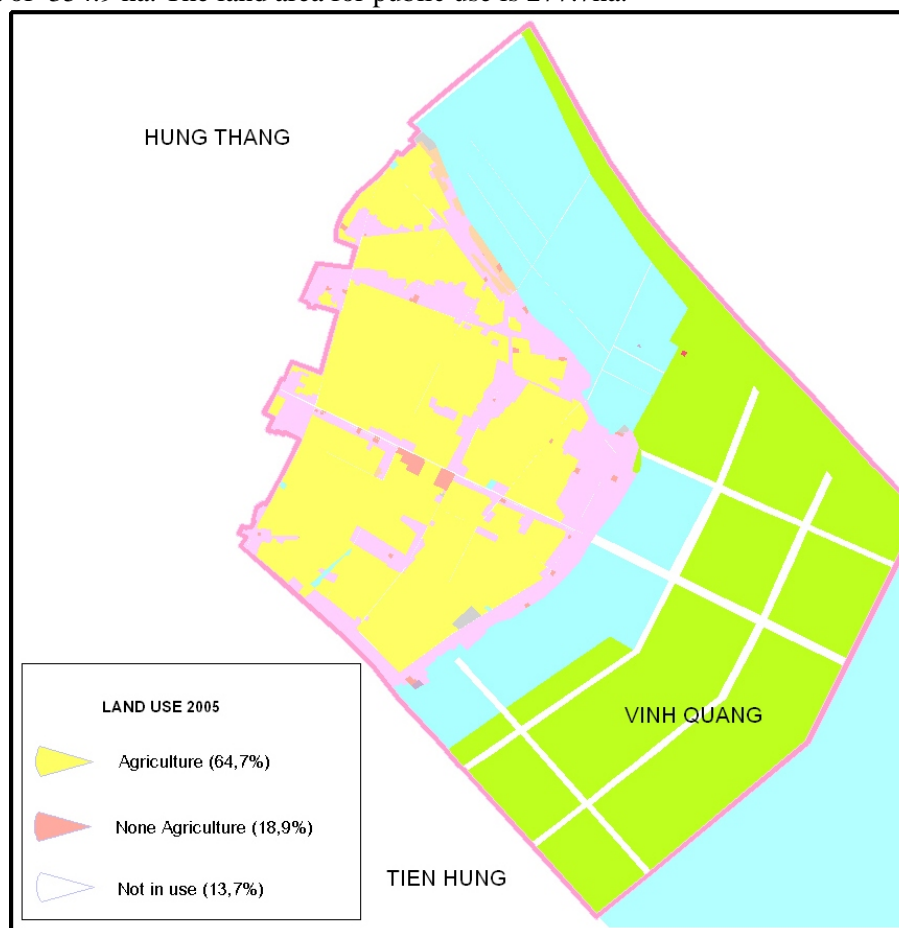 HUNG THANG
VINH QUANG
LAND USE 2005
Agriculture (64,7%)
None Agriculture (18,9%)
Not in use (13,7%)
TIEN HUNG